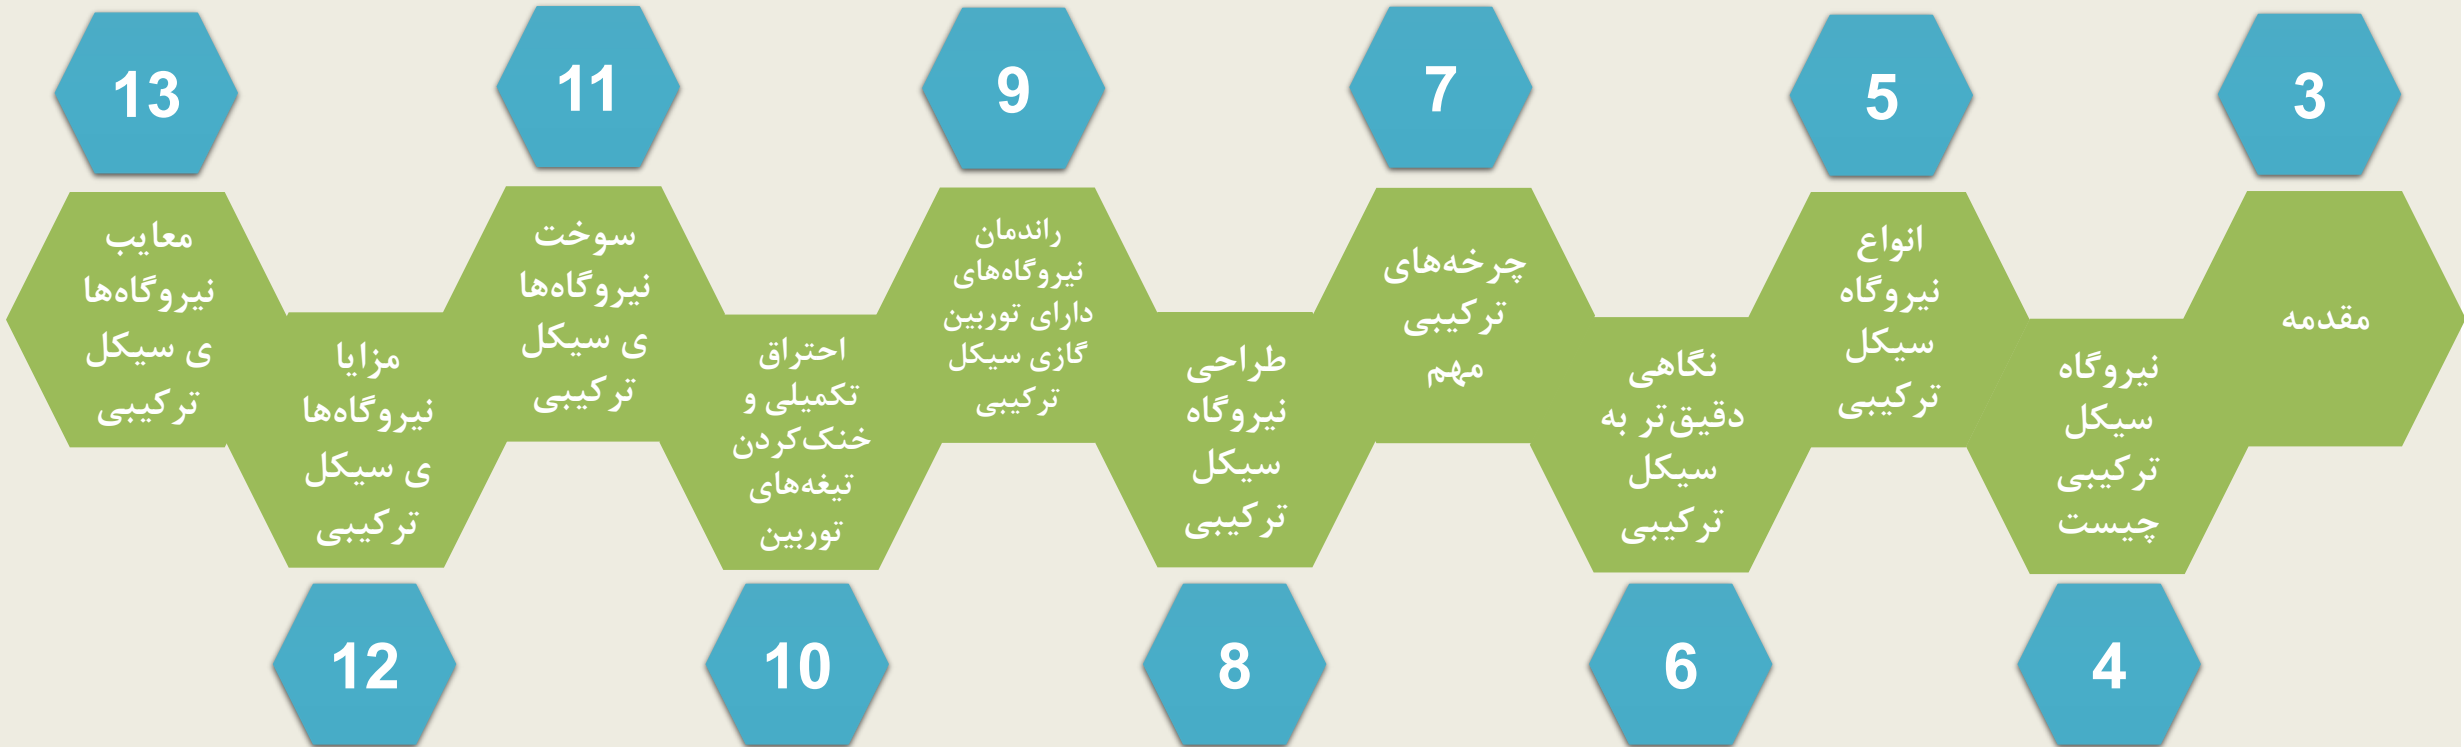 3
مقدمه
نیروگاه
سیکل
ترکیبی
چیست
4
5
انواع
نیروگاه
سیکل
ترکیبی
نگاهی
دقیق‌تر به
سیکل
ترکیبی
6
7
چرخه‌های
ترکیبی
مهم
طراحی
نیروگاه
سیکل
ترکیبی
8
9
راندمان
نیروگاه‌های
دارای توربین
گازی سیکل
ترکیبی
احتراق
تکمیلی و
خنک‌کردن
تیغه‌های
توربین
10
11
سوخت
نیروگاه‌ها
ی سیکل
ترکیبی
مزایا
نیروگاه‌ها
ی سیکل
ترکیبی
12
13
معایب
نیروگاه‌ها
ی سیکل
ترکیبی